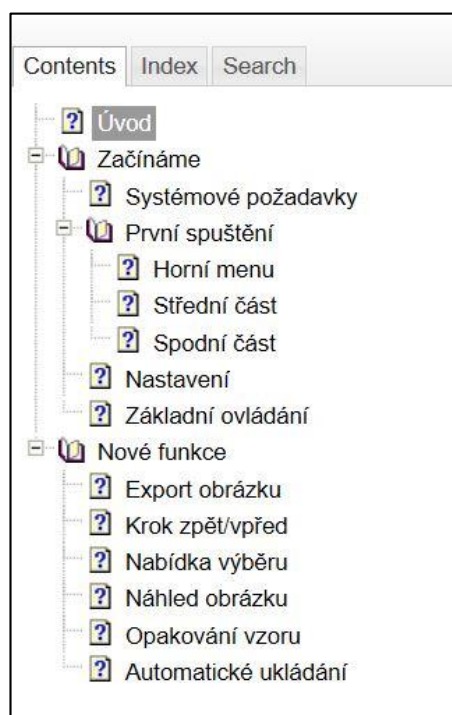 Contents Index Search
Úvod
Začínáme
Systémové požadavky
První spuštění
Horní menu
Střední část
Spodní část
Nastavení
Základní ovládání
Nové funkce
Export obrázku
Krok zpět/vpřed
Nabídka výběru
Náhled obrázku
Opakování vzoru
Automatické ukládání